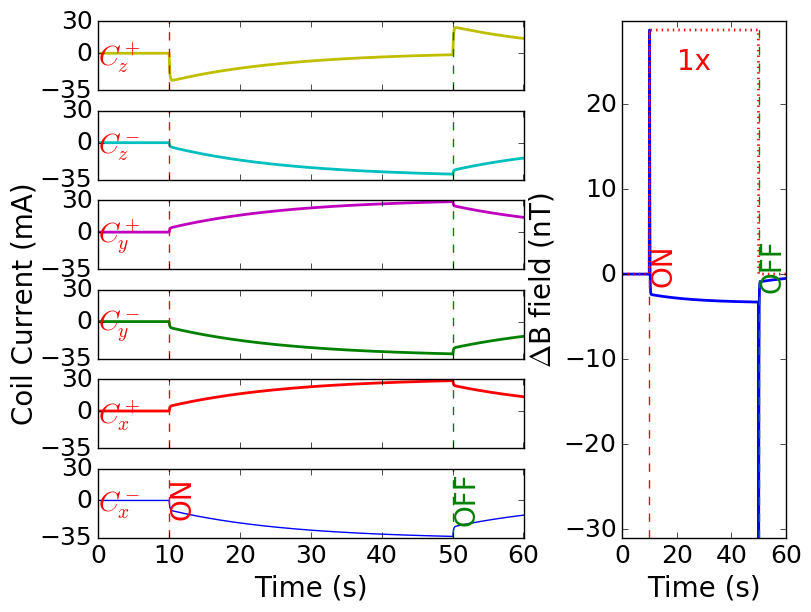 30
0
−35
C_z^+
30
0
−35
C_z^−
30
0
−35
C_y^+
30
0
−35
C_y^−
30
0
−35
C_x^+
30
0
−35
C_x^−
ON
OFF
0 10 20 30 40 50 60
Time (s)
Coil Current (mA)
ΔB field (nT)
20
10
0
−10
−20
−30
1x
ON
OFF
0 20 40 60
Time (s)